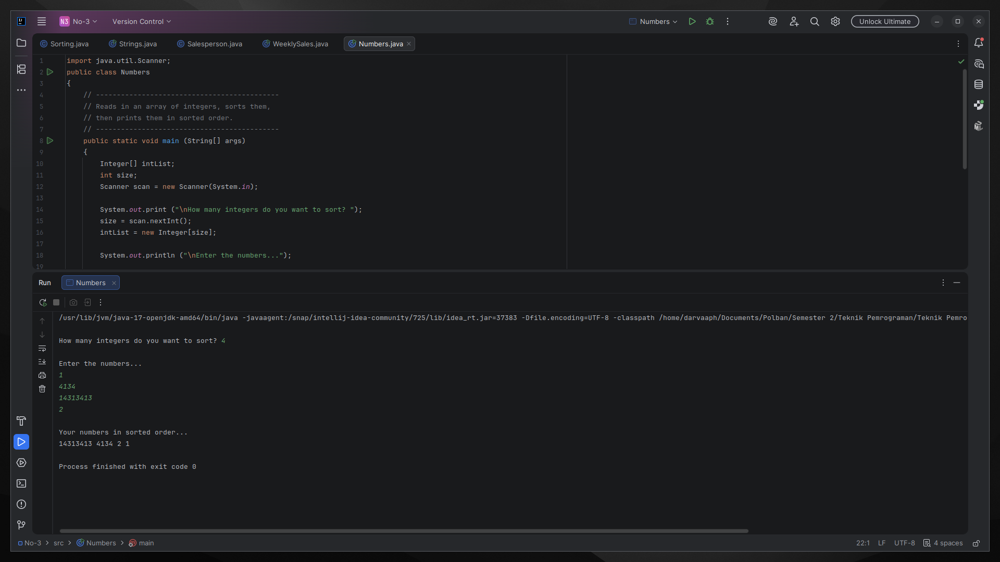 N3 No-3 Version Control Numbers Unlock Ultimate
Sorting.java Strings.java Salesperson.java WeeklySales.java Numbers.java
1 import java.util.Scanner;
2 public class Numbers
3 {
4 // --------------------------------------------
5 // Reads in an array of integers, sorts them,
6 // then prints them in sorted order.
7 // --------------------------------------------
8 public static void main (String[] args)
9 {
10 Integer[] intList;
11 int size;
12 Scanner scan = new Scanner(System.in);
13
14 System.out.print ("\nHow many integers do you want to sort? ");
15 size = scan.nextInt();
16 intList = new Integer[size];
17
18 System.out.println ("\nEnter the numbers...");
19
Run Numbers
/usr/lib/jvm/java-17-openjdk-amd64/bin/java -javaagent:/snap/intellij-idea-community/725/lib/idea_rt.jar=37383 -Dfile.encoding=UTF-8 -classpath /home/darvaaph/Documents/Polban/Semester 2/Teknik Pemrograman/Teknik Pemro
How many integers do you want to sort? 4
Enter the numbers...
1
4134
14313413
2
Your numbers in sorted order...
14313413 4134 2 1
Process finished with exit code 0
No-3 > src > Numbers > main 22:1 LF UTF-8 4 spaces